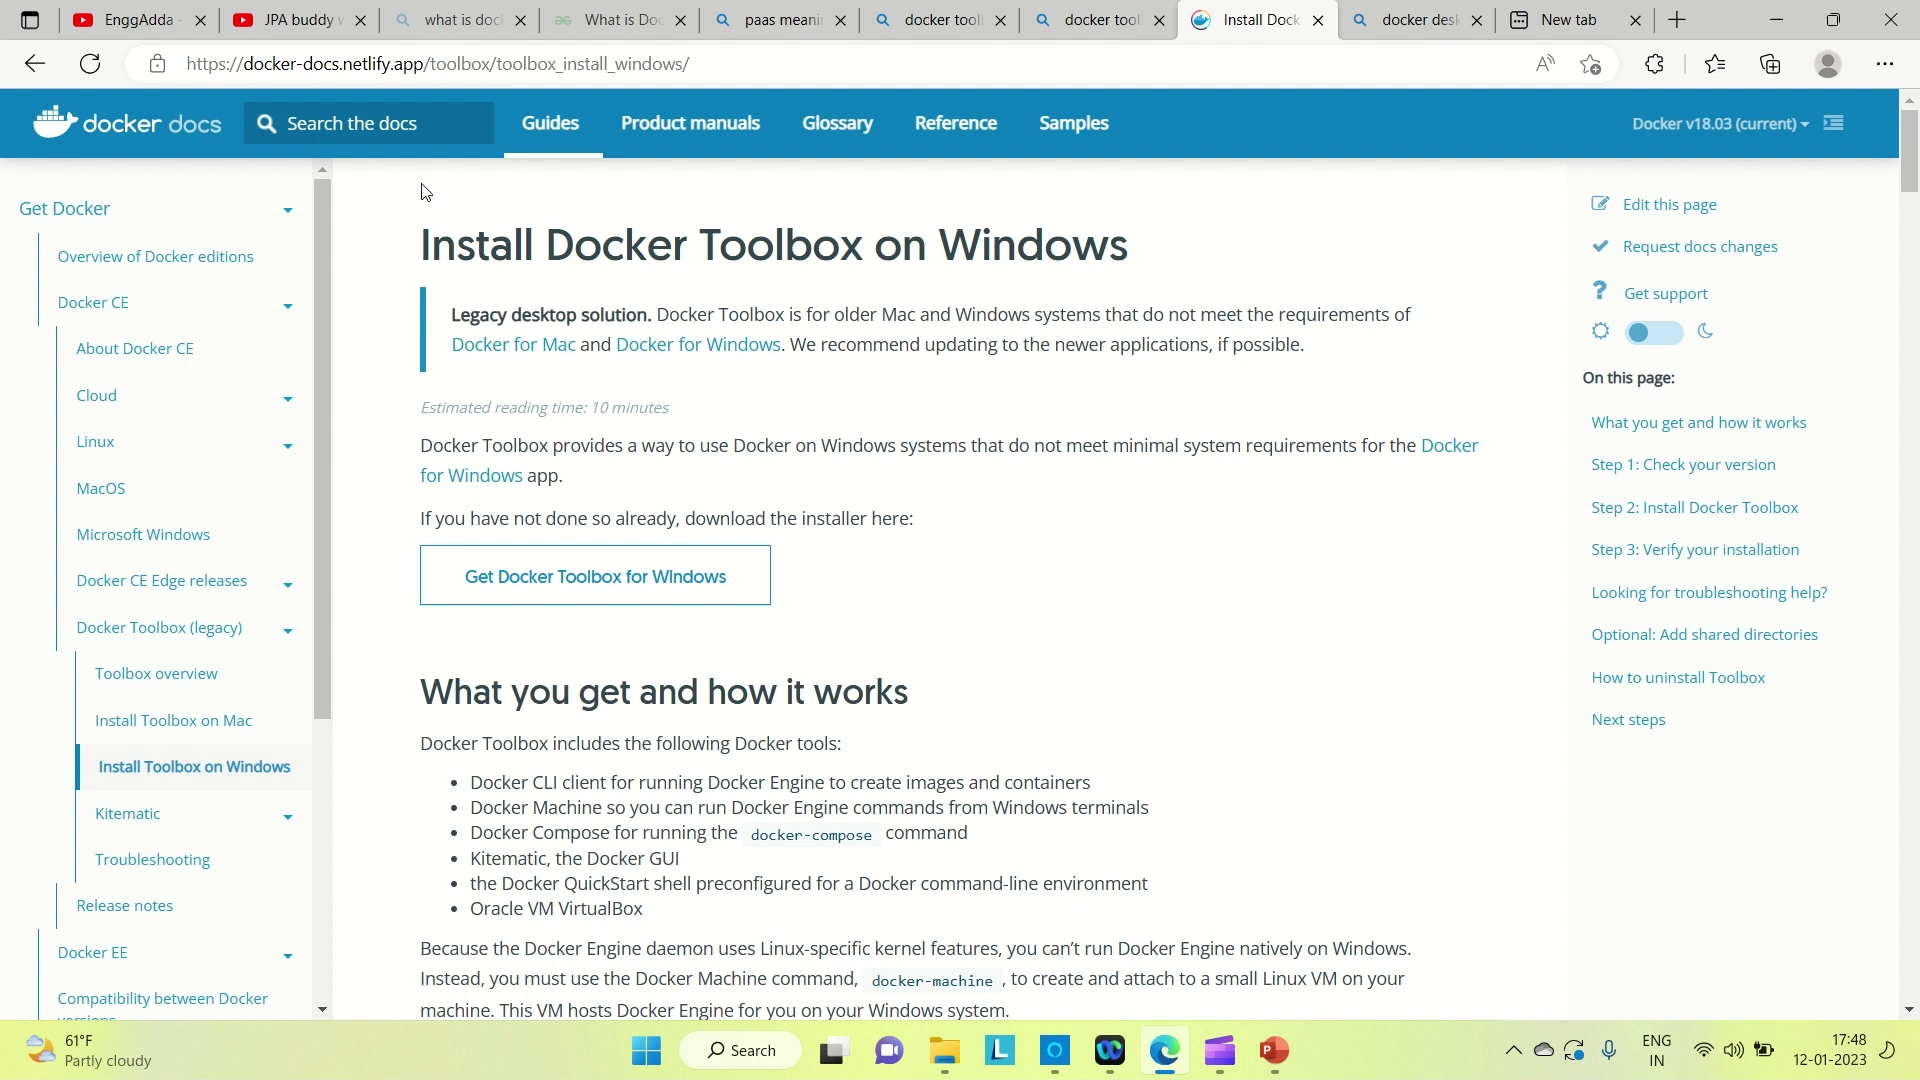 EnggAdda -
JPA buddy
what is doc
What is Doc
paas meani
docker tool
docker tool
Install Dock
docker desk
New tab
https://docker-docs.netlify.app/toolbox/toolbox_install_windows/
docker docs
Search the docs
Guides
Product manuals
Glossary
Reference
Samples
Docker v18.03 (current)
Get Docker
Overview of Docker editions
Docker CE
About Docker CE
Cloud
Linux
MacOS
Microsoft Windows
Docker CE Edge releases
Docker Toolbox (legacy)
Toolbox overview
Install Toolbox on Mac
Install Toolbox on Windows
Kitematic
Troubleshooting
Release notes
Docker EE
Compatibility between Docker
Install Docker Toolbox on Windows
Legacy desktop solution. Docker Toolbox is for older Mac and Windows systems that do not meet the requirements of
Docker for Mac and Docker for Windows. We recommend updating to the newer applications, if possible.
Estimated reading time: 10 minutes
Docker Toolbox provides a way to use Docker on Windows systems that do not meet minimal system requirements for the Docker
for Windows app.
If you have not done so already, download the installer here:
Get Docker Toolbox for Windows
What you get and how it works
Docker Toolbox includes the following Docker tools:
• Docker CLI client for running Docker Engine to create images and containers
• Docker Machine so you can run Docker Engine commands from Windows terminals
• Docker Compose for running the docker-compose command
• Kitematic, the Docker GUI
• the Docker QuickStart shell preconfigured for a Docker command-line environment
• Oracle VM VirtualBox
Because the Docker Engine daemon uses Linux-specific kernel features, you can't run Docker Engine natively on Windows.
Instead, you must use the Docker Machine command, docker-machine , to create and attach to a small Linux VM on your
machine. This VM hosts Docker Engine for you on your Windows system.
Edit this page
Request docs changes
Get support
On this page:
What you get and how it works
Step 1: Check your version
Step 2: Install Docker Toolbox
Step 3: Verify your installation
Looking for troubleshooting help?
Optional: Add shared directories
How to uninstall Toolbox
Next steps
61°F
Partly cloudy
Search
ENG
IN
17:48
12-01-2023